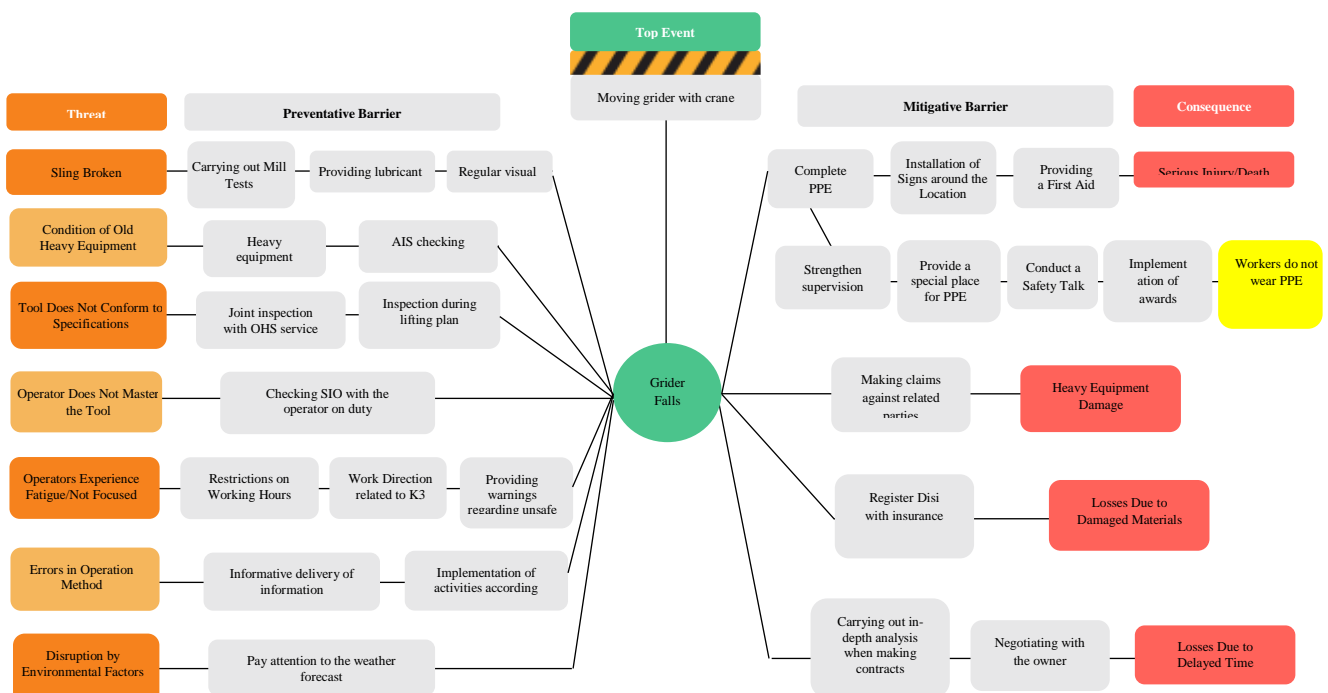 Top Event
Moving grider with crane
Threat
Preventative Barrier
Mitigative Barrier
Consequence
Sling Broken
Carrying out Mill
Tests
Providing lubricant
Regular visual
Complete
PPE
Installation of
Signs around the
Location
Providing
a First Aid
Serious Injury/Death
Condition of Old
Heavy Equipment
Heavy
equipment
AIS checking
Strengthen
supervision
Provide a
special place
for PPE
Conduct a
Safety Talk
Implement
ation of
awards
Workers do not
wear PPE
Tool Does Not Conform to
Specifications
Joint inspection
with OHS service
Inspection during
lifting plan
Grider
Falls
Operator Does Not Master
the Tool
Checking SIO with the
operator on duty
Making claims
against related
parties
Heavy Equipment
Damage
Operators Experience
Fatigue/Not Focused
Restrictions on
Working Hours
Work Direction
related to K3
Providing
warnings
regarding unsafe
Register Disi
with insurance
Losses Due to
Damaged Materials
Errors in Operation
Method
Informative delivery of
information
Implementation of
activities according
Disruption by
Environmental Factors
Pay attention to the weather
forecast
Carrying out in-
depth analysis
when making
contracts
Negotiating with
the owner
Losses Due to
Delayed Time